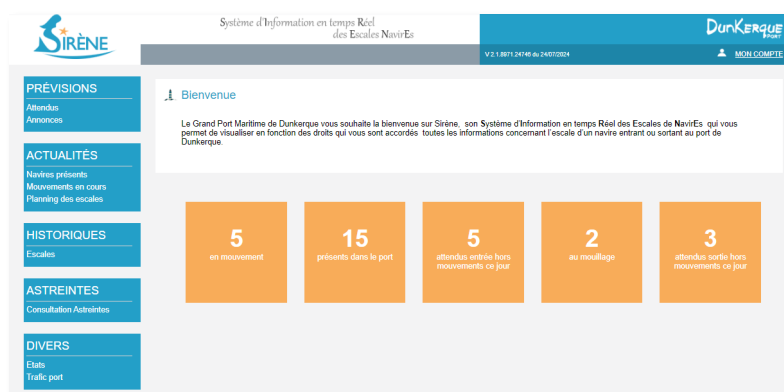 SIRÈNE
Système d'Information en temps Réel
des Escales NavirEs
DunKerque
PORT
V 2.1.8971.24745 du 24/07/2024
MON COMPTE
PRÉVISIONS
Attendus
Annonces
ACTUALITÉS
Navires présents
Mouvements en cours
Planning des escales
HISTORIQUES
Escales
ASTREINTES
Consultation Astreintes
DIVERS
Etats
Trafic port
Bienvenue
Le Grand Port Maritime de Dunkerque vous souhaite la bienvenue sur Sirène, son Système d'Information en temps Réel des Escales de NavirEs qui vous
permet de visualiser en fonction des droits qui vous sont accordés toutes les informations concernant l'escale d'un navire entrant ou sortant au port de
Dunkerque.
5
en mouvement
15
présents dans le port
5
attendus entrée hors
mouvements ce jour
2
au mouillage
3
attendus sortie hors
mouvements ce jour